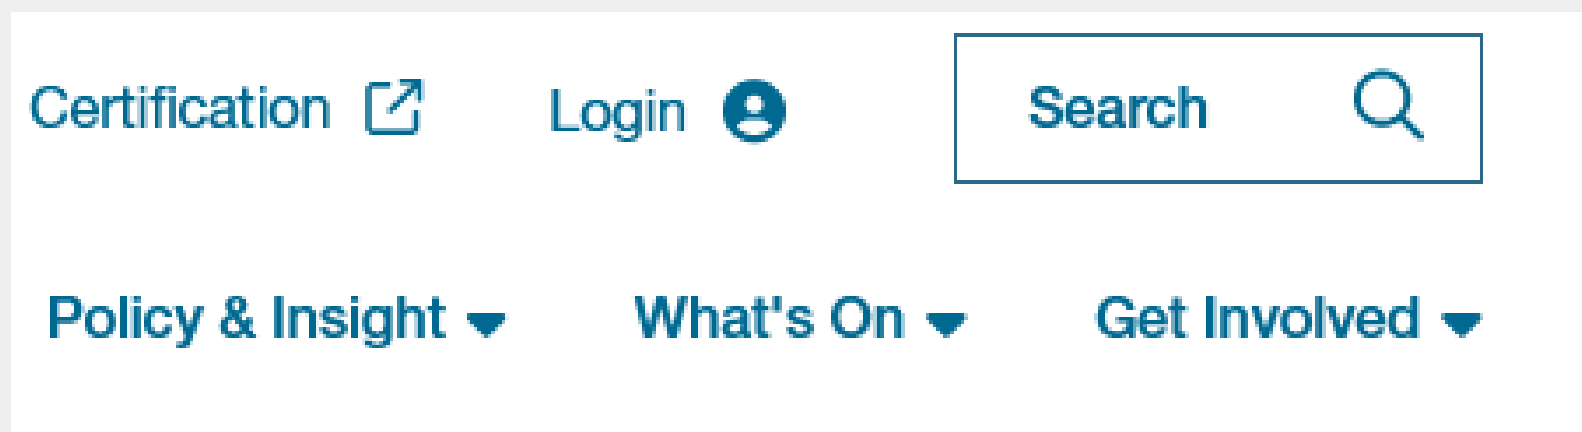 Certification Login Search
Policy & Insight What's On Get Involved